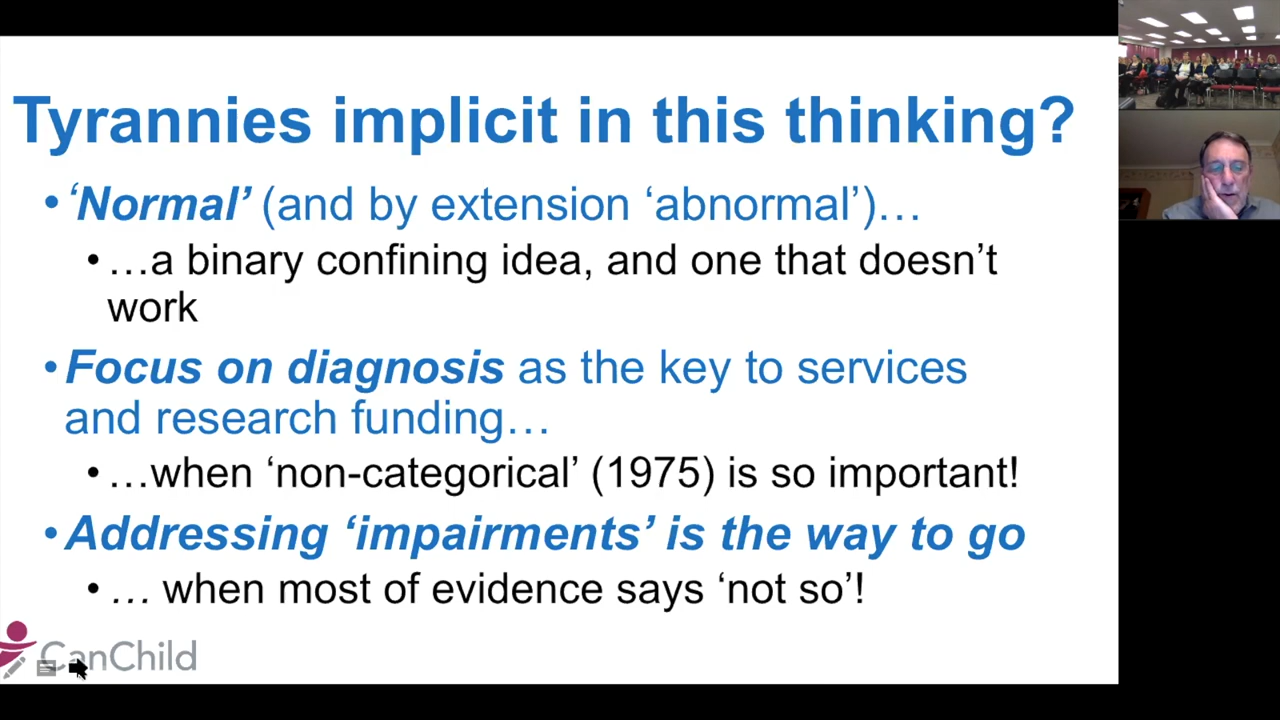 Tyrannies implicit in this thinking?
• ‘Normal’ (and by extension ‘abnormal’)…
• …a binary confining idea, and one that doesn’t
work
• Focus on diagnosis as the key to services
and research funding…
• …when ‘non-categorical’ (1975) is so important!
• Addressing ‘impairments’ is the way to go
• … when most of evidence says ‘not so’!
CanChild